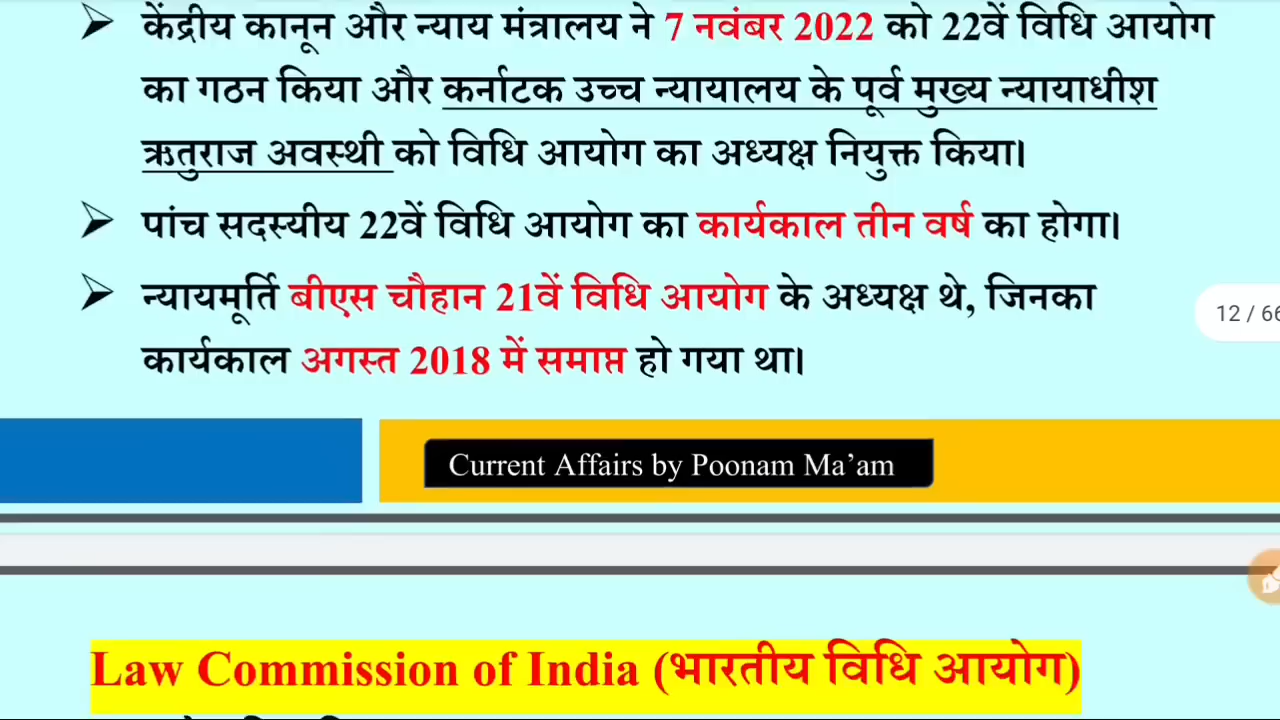 ➢ केंद्रीय कानून और न्याय मंत्रालय ने 7 नवंबर 2022 को 22वें विधि आयोग
का गठन किया और कर्नाटक उच्च न्यायालय के पूर्व मुख्य न्यायाधीश
ऋतुराज अवस्थी को विधि आयोग का अध्यक्ष नियुक्त किया।
➢ पांच सदस्यीय 22वें विधि आयोग का कार्यकाल तीन वर्ष का होगा।
➢ न्यायमूर्ति बीएस चौहान 21वें विधि आयोग के अध्यक्ष थे, जिनका
12 / 66
कार्यकाल अगस्त 2018 में समाप्त हो गया था।
Current Affairs by Poonam Ma’am
Law Commission of India (भारतीय विधि आयोग)